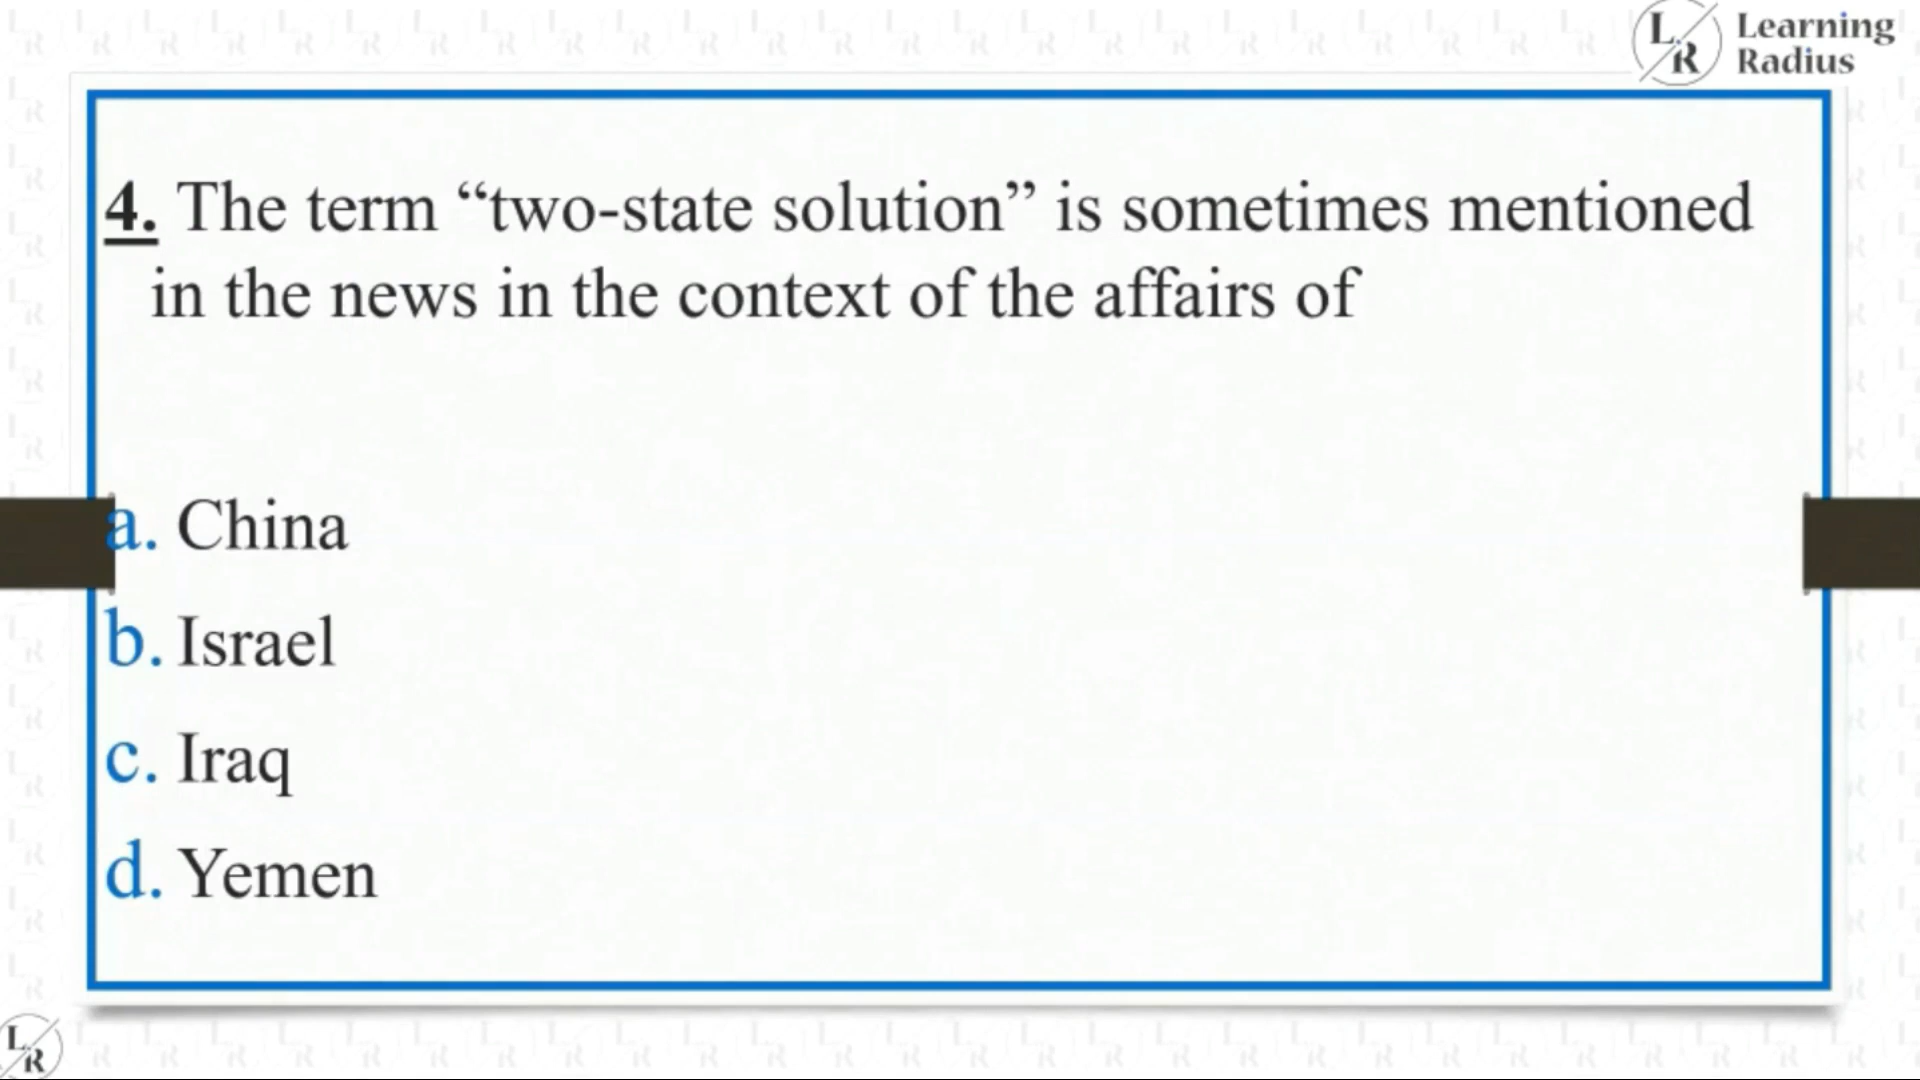 Learning
Radius
4. The term “two-state solution” is sometimes mentioned
in the news in the context of the affairs of
a. China
b. Israel
c. Iraq
d. Yemen
LR